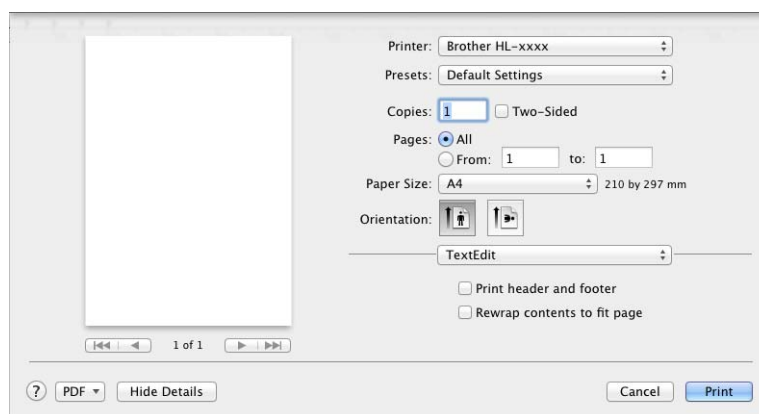 Printer: Brother HL-xxxx
Presets: Default Settings
Copies: 1 Two-Sided
Pages: All
From: 1 to: 1
Paper Size: A4 210 by 297 mm
Orientation:
TextEdit
Print header and footer
Rewrap contents to fit page
1 of 1
? PDF Hide Details Cancel Print